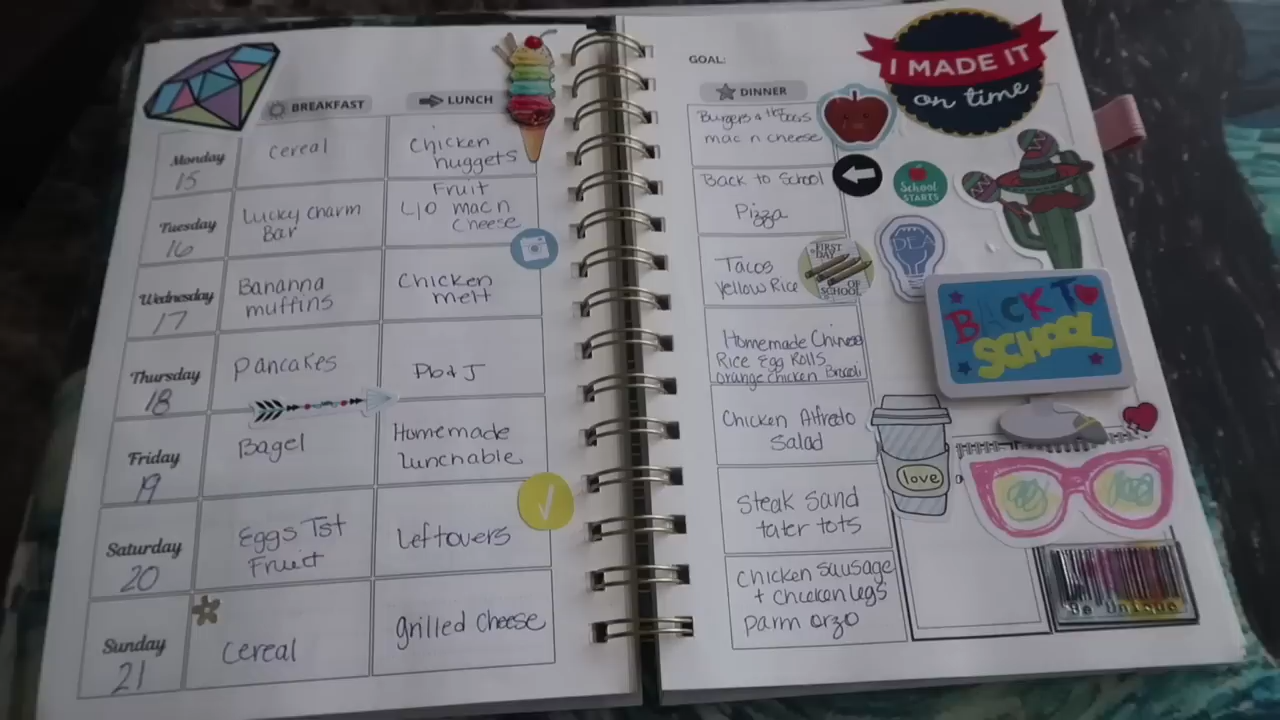 BREAKFAST
LUNCH
Monday
15
Cereal
Chicken
nuggets
Tuesday
16
Lucky Charm
Bar
Fruit
L/O mac n
Cheese
Wednesday
17
Bananna
muffins
Chicken
melt
Thursday
18
Pancakes
Pb & J
Friday
19
Bagel
Homemade
Lunchable
Saturday
20
Eggs Tst
Fruit
Leftovers
Sunday
21
Cereal
grilled Cheese
GOAL:
I MADE IT
on time
DINNER
Burgers & Hot Dogs
mac n cheese
Back to School
Pizza
School
STARTS
Tacos
Yellow Rice
FIRST
DAY
OF
SCHOOL
IDEA
BACK TO
SCHOOL
Homemade Chinese
Rice Egg Rolls
Orange chicken
Chicken Alfredo
Salad
love
Steak Sand
tater tots
Chicken Sausage
+ Chicken legs
Parm orzo
Be Unique